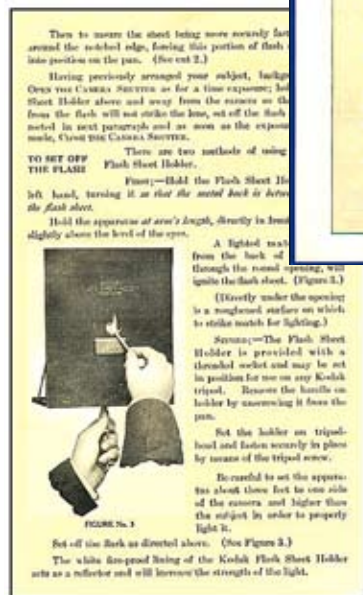 Then to insure the sheet being more securely fast
around the notched edge, forcing this portion of flash
into position on the pan. (See cut 2.)
Having previously arranged your subject, backgr
OPEN THE CAMERA SHUTTER as for a time exposure; hol
Sheet Holder above and away from the camera so th
from the flash will not strike the lens, set off the flash
rected in next paragraph and as soon as the exposu
made, CLOSE THE CAMERA SHUTTER.
TO SET OFF
THE FLASH
There are two methods of using
Flash Sheet Holder.
FIRST;—Hold the Flash Sheet H
left hand, turning it so that the metal back is betwe
the flash sheet.
Hold the apparatus at arm's length, directly in front
slightly above the level of the eyes.
A lighted mat
from the back of
through the round opening, will
ignite the flash sheet. (Figure 3.)
(Directly under the opening
is a roughened surface on which
to strike match for lighting.)
SECOND;—The Flash Sheet
Holder is provided with a
threaded socket and may be set
in position for use on any Kodak
tripod. Remove the handle on
holder by unscrewing it from the
pan.
Set the holder on tripod-
head and fasten securely in place
by means of the tripod screw.
Be careful to set the appara-
tus about three feet to one side
of the camera and higher than
the subject in order to properly
light it.
FIGURE No. 3
Set off the flash as directed above. (See Figure 3.)
The white fire-proof lining of the Kodak Flash Sheet Holder
acts as a reflector and will increase the strength of the light.